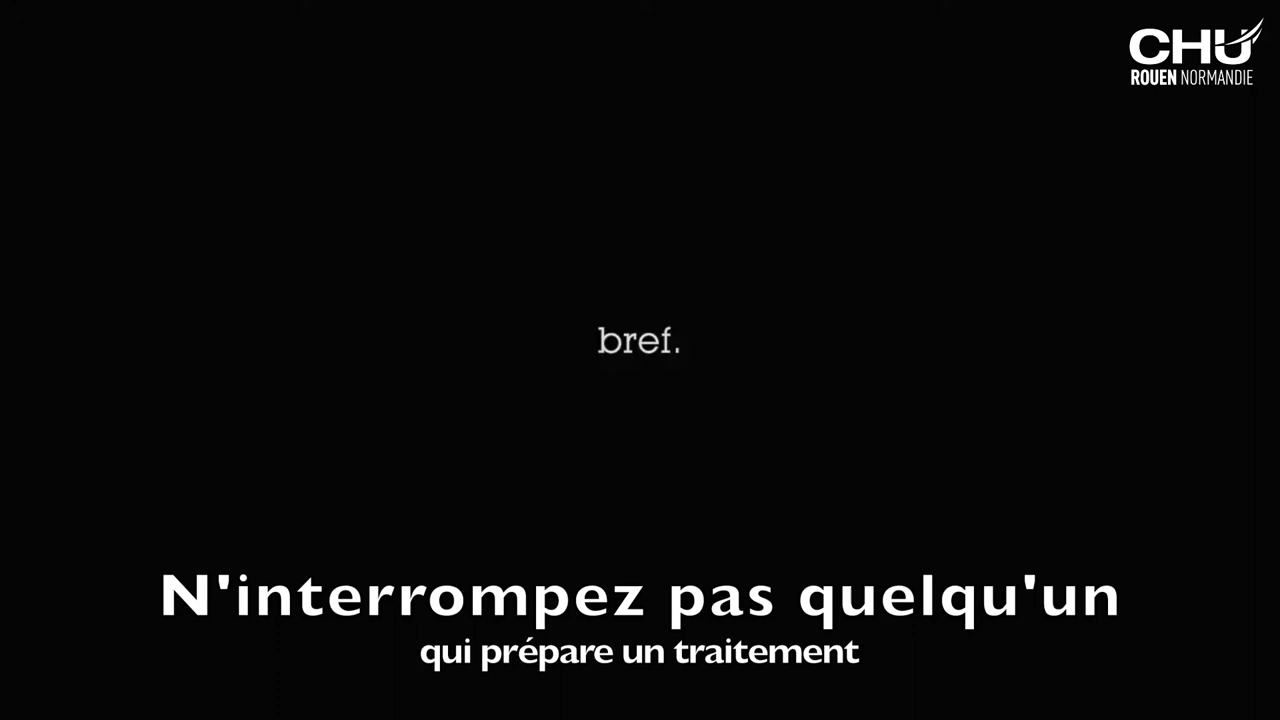 CHU
ROUEN NORMANDIE
bref.
N'interrompez pas quelqu'un
qui prépare un traitement